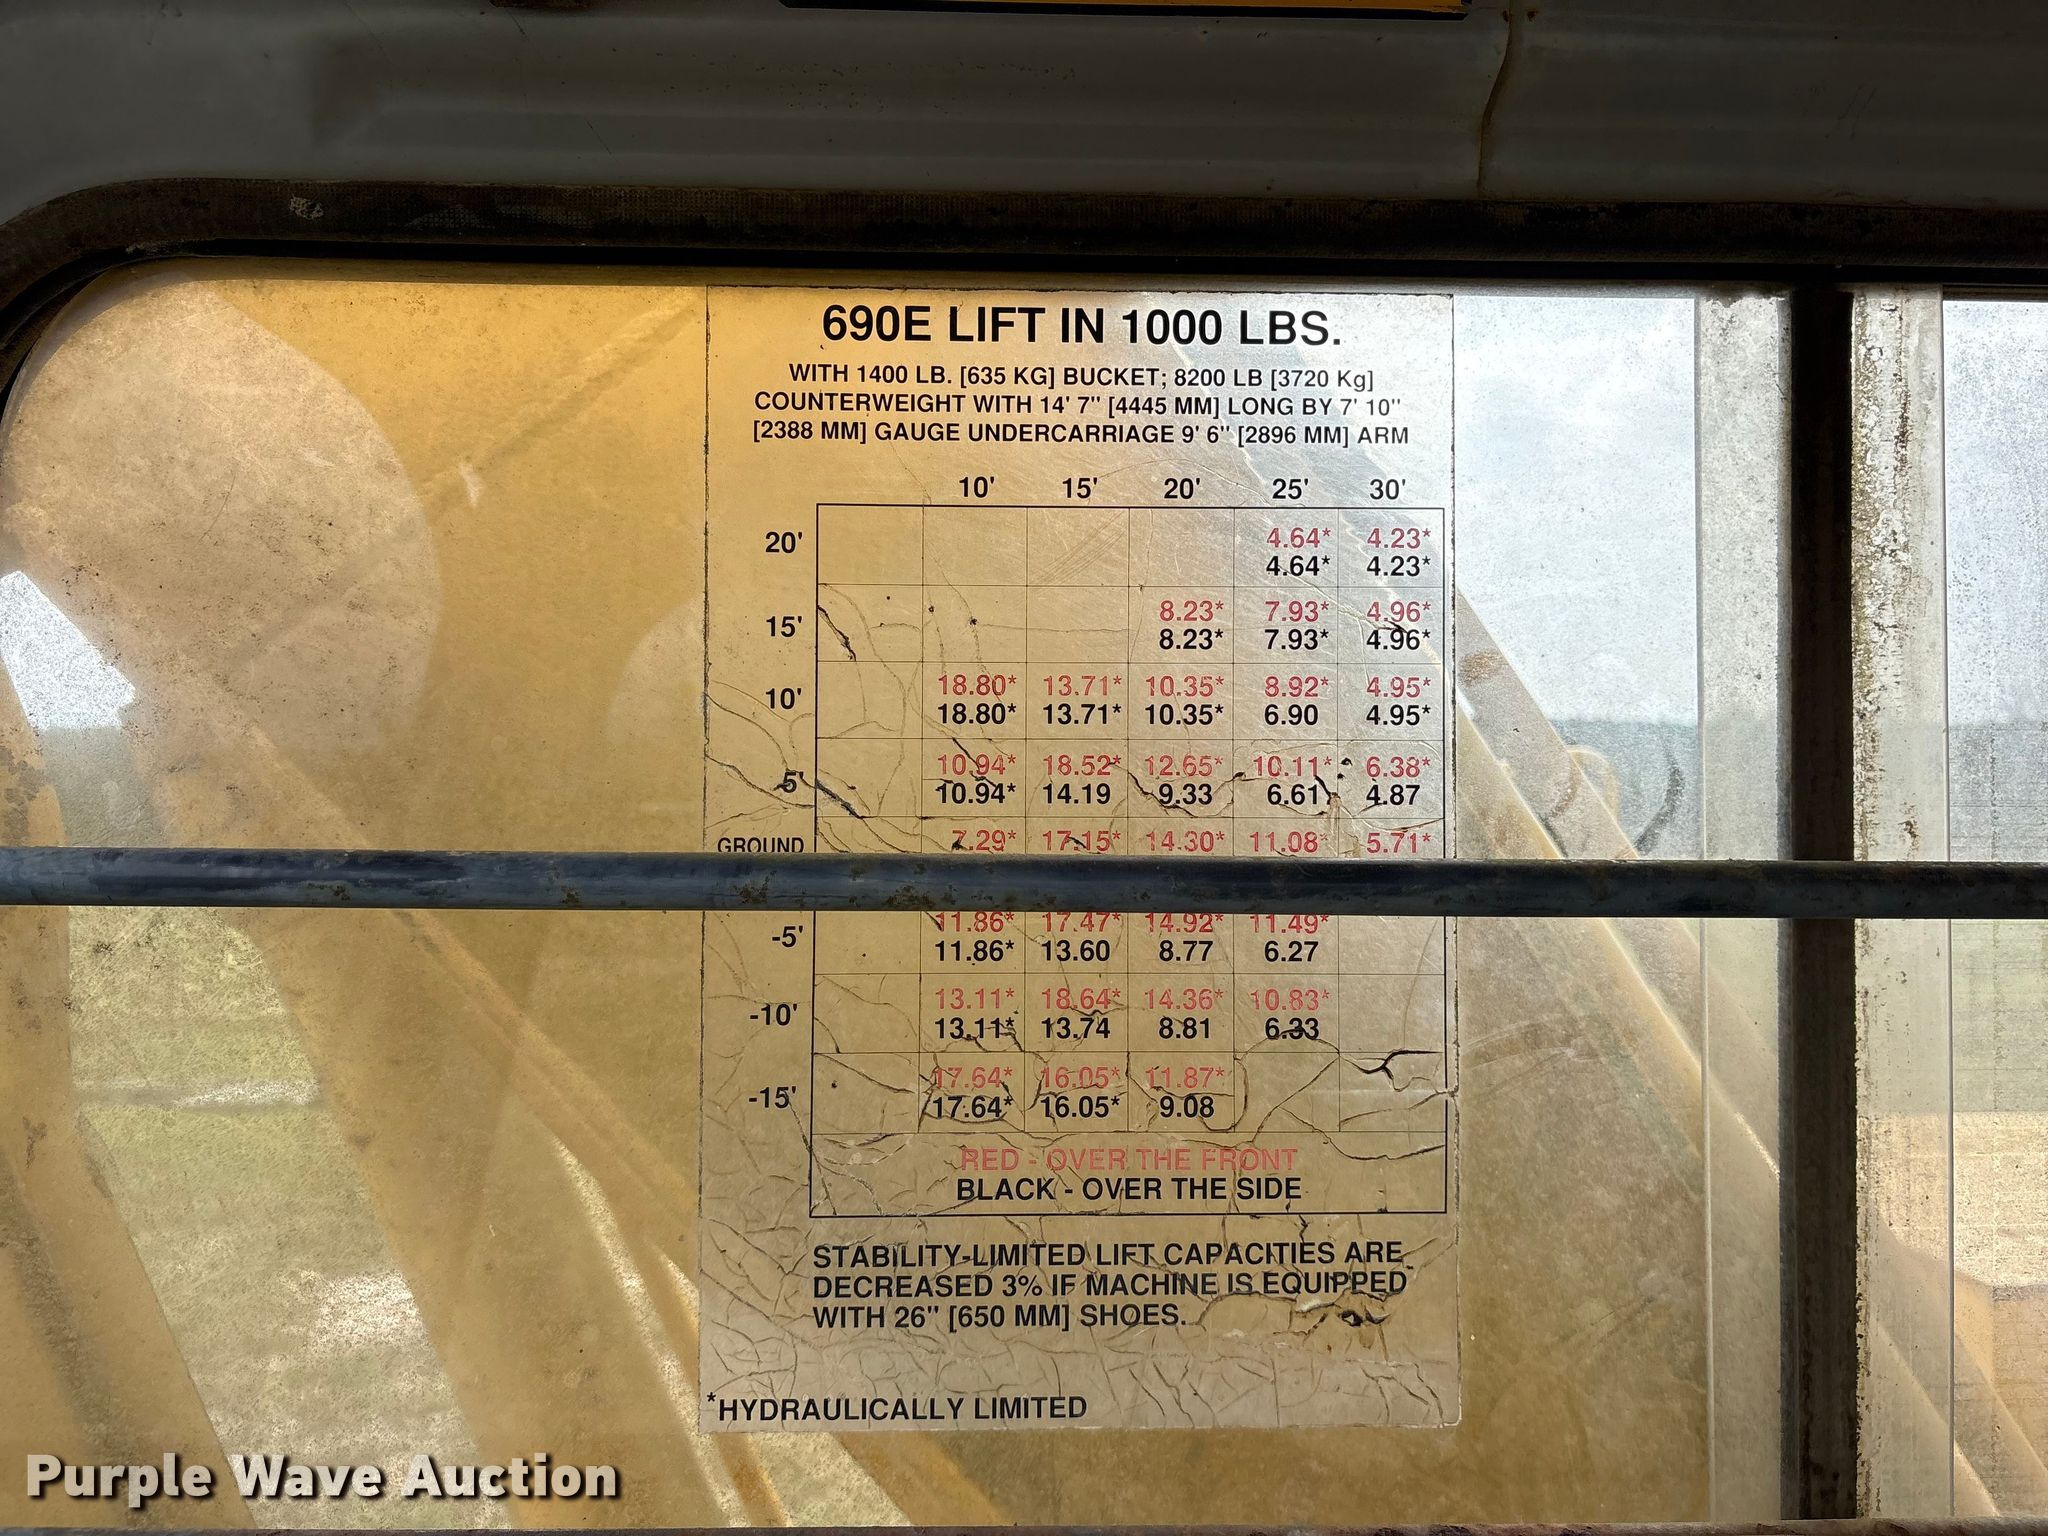 690E LIFT IN 1000 LBS.
WITH 1400 LB. [635 KG] BUCKET; 8200 LB [3720 Kg]
COUNTERWEIGHT WITH 14' 7" [4445 MM] LONG BY 7' 10"
[2388 MM] GAUGE UNDERCARRIAGE 9' 6" [2896 MM] ARM
10' 15' 20' 25' 30'
20' 4.64* 4.23*
4.64* 4.23*
15' 8.23* 7.93* 4.96*
8.23* 7.93* 4.96*
10' 18.80* 13.71* 10.35* 8.92* 4.95*
18.80* 13.71* 10.35* 6.90 4.95*
5' 10.94* 18.52* 12.65* 10.11* 6.38*
10.94* 14.19 9.33 6.61 4.87
GROUND 7.29* 17.15* 14.30* 11.08* 5.71*
-5' 11.86* 17.47* 14.92* 11.49*
11.86* 13.60 8.77 6.27
-10' 13.11* 18.64* 14.36* 10.83*
13.11* 13.74 8.81 6.33
-15' 17.64* 16.05* 11.87*
17.64* 16.05* 9.08
RED - OVER THE FRONT
BLACK - OVER THE SIDE
STABILITY-LIMITED LIFT CAPACITIES ARE
DECREASED 3% IF MACHINE IS EQUIPPED
WITH 26" [650 MM] SHOES.
*HYDRAULICALLY LIMITED
Purple Wave Auction